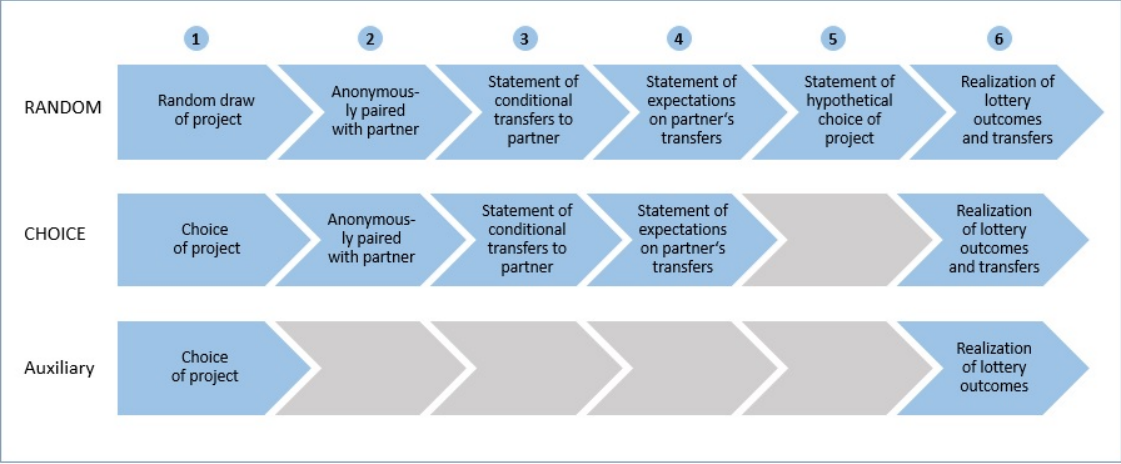 1
2
3
4
5
6
RANDOM
Random draw
of project
Anonymous-
ly paired
with partner
Statement of
conditional
transfers to
partner
Statement of
expectations
on partner‘s
transfers
Statement of
hypothetical
choice of
project
Realization of
lottery
outcomes
and transfers
CHOICE
Choice
of project
Anonymous-
ly paired
with partner
Statement of
conditional
transfers to
partner
Statement of
expectations
on partner‘s
transfers
Realization
of lottery
outcomes
and transfers
Auxiliary
Choice
of project
Realization
of lottery
outcomes